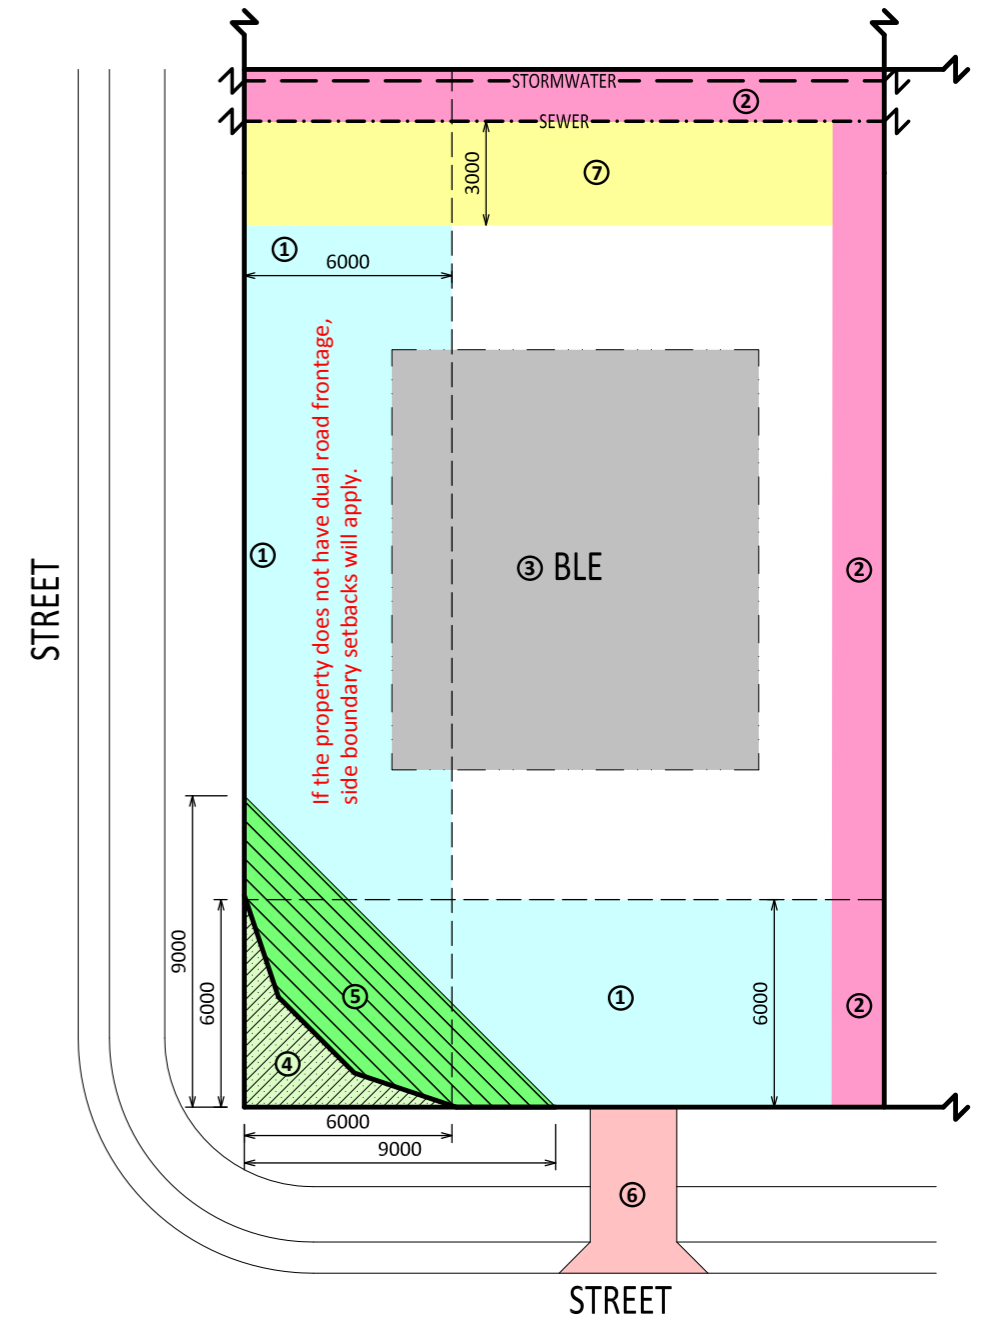 STORMWATER
②
SEWER
3000
⑦
①
6000
If the property does not have dual road frontage,
side boundary setbacks will apply.
①
③ BLE
②
STREET
9000
6000
⑤
④
①
6000
②
6000
9000
⑥
STREET